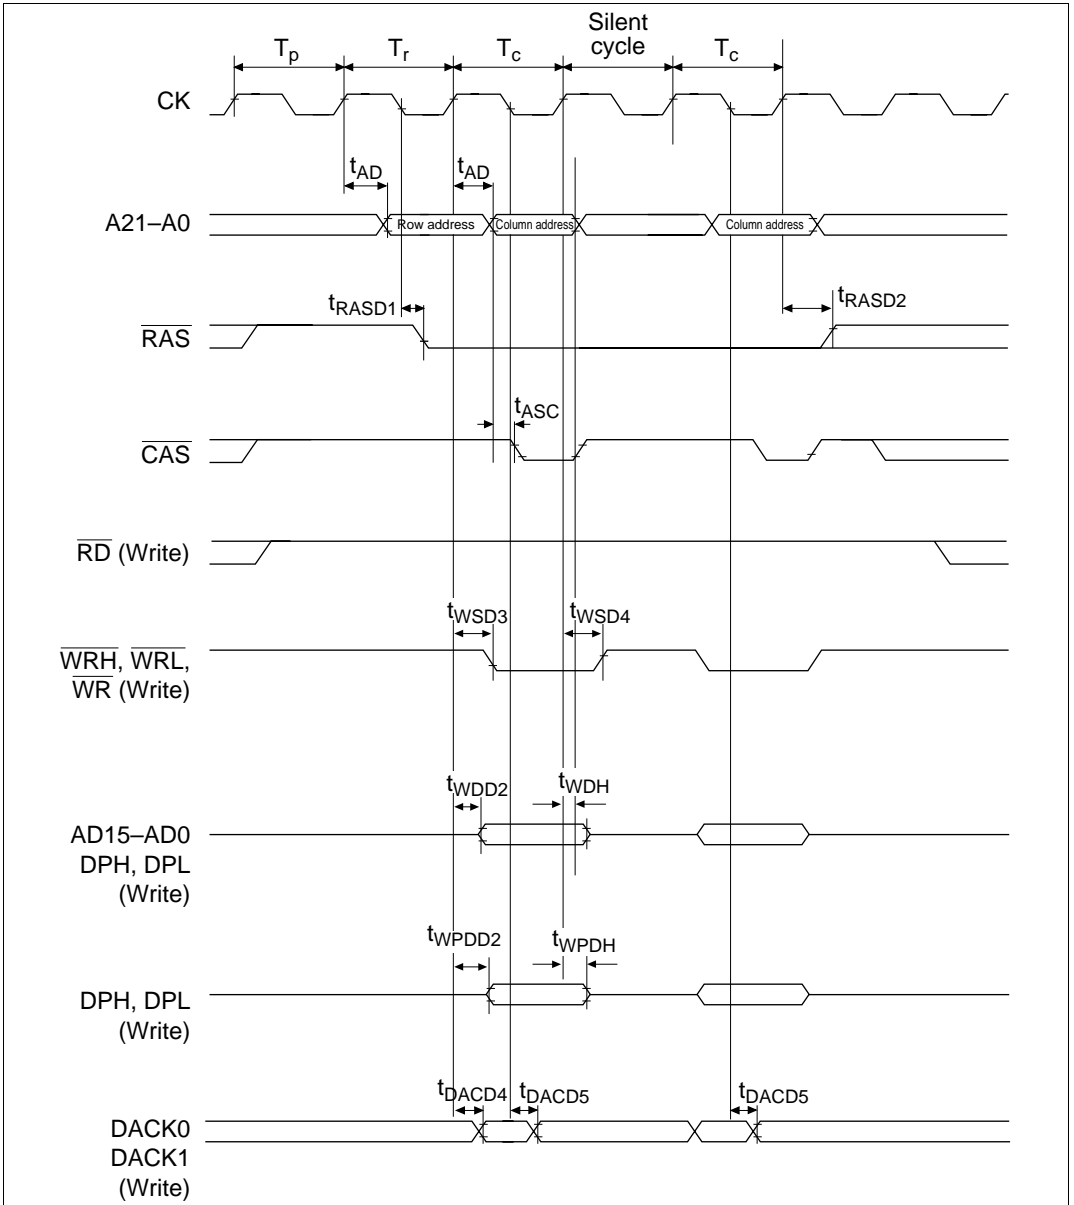 Silent
cycle
Tp Tr Tc Tc
CK
tAD tAD
A21–A0 Row address Column address Column address
tRASD1 tRASD2
RAS
tASC
CAS
RD (Write)
tWSD3 tWSD4
WRH, WRL,
WR (Write)
tWDD2 tWDH
AD15–AD0
DPH, DPL
(Write)
tWPDD2 tWPDH
DPH, DPL
(Write)
tDACD4 tDACD5 tDACD5
DACK0
DACK1
(Write)